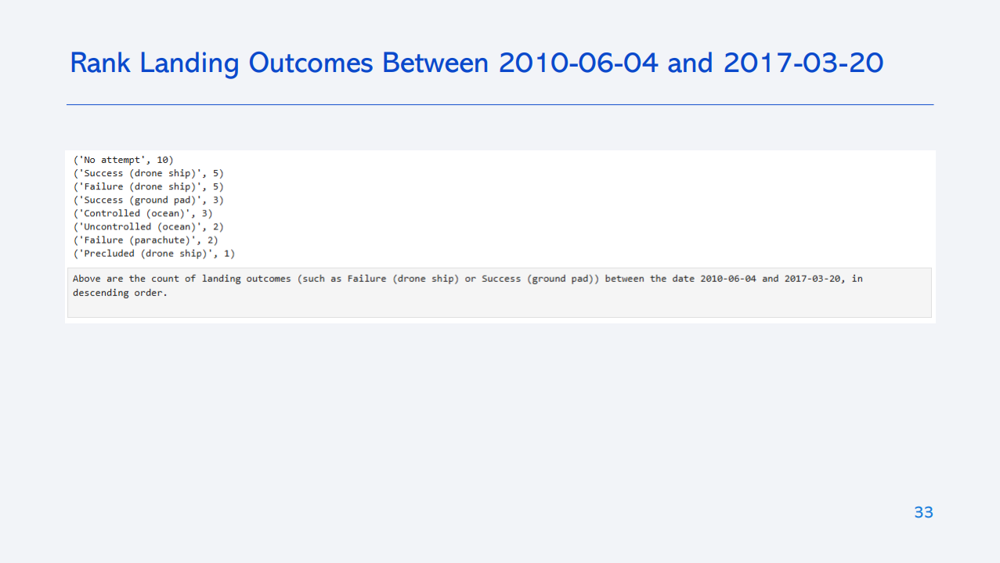 Rank Landing Outcomes Between 2010-06-04 and 2017-03-20
('No attempt', 10)
('Success (drone ship)', 5)
('Failure (drone ship)', 5)
('Success (ground pad)', 3)
('Controlled (ocean)', 3)
('Uncontrolled (ocean)', 2)
('Failure (parachute)', 2)
('Precluded (drone ship)', 1)
Above are the count of landing outcomes (such as Failure (drone ship) or Success (ground pad)) between the date 2010-06-04 and 2017-03-20, in
descending order.
33